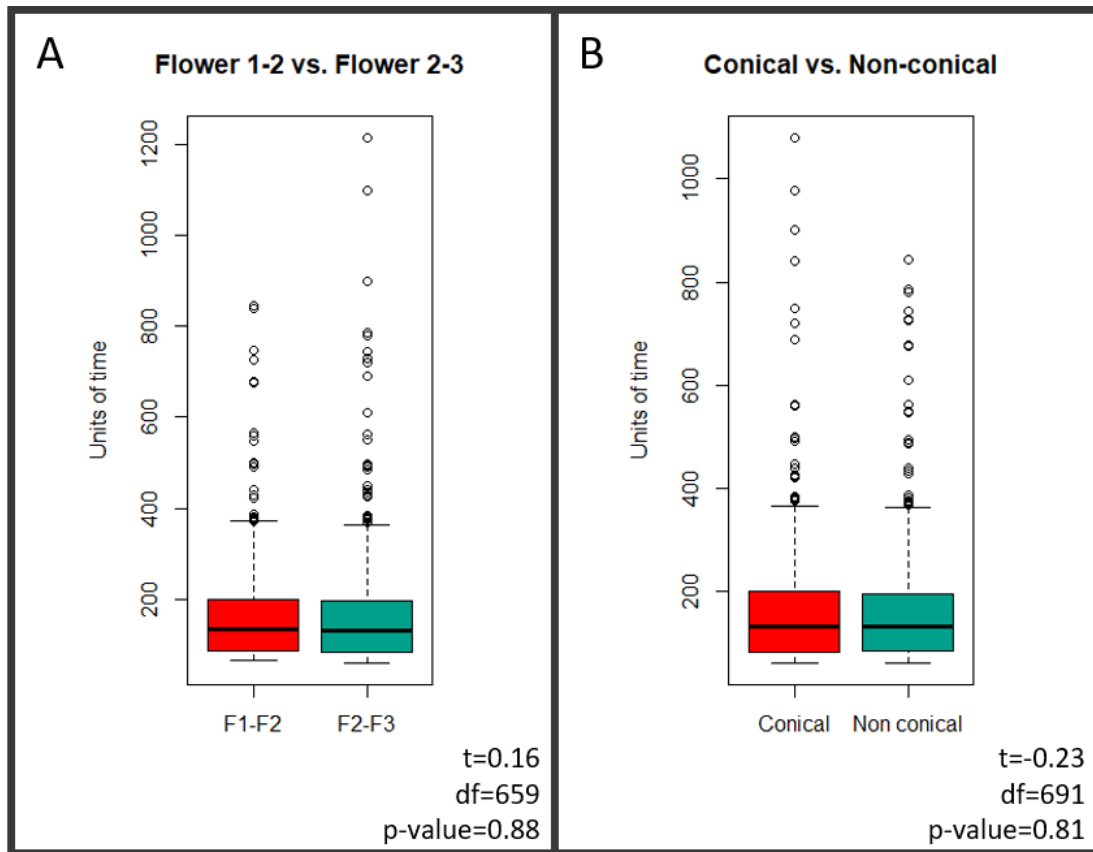 A
Flower 1-2 vs. Flower 2-3
Units of time
1200
1000
800
600
400
200
F1-F2
F2-F3
t=0.16
df=659
p-value=0.88
B
Conical vs. Non-conical
Units of time
1000
800
600
400
200
Conical
Non conical
t=-0.23
df=691
p-value=0.81